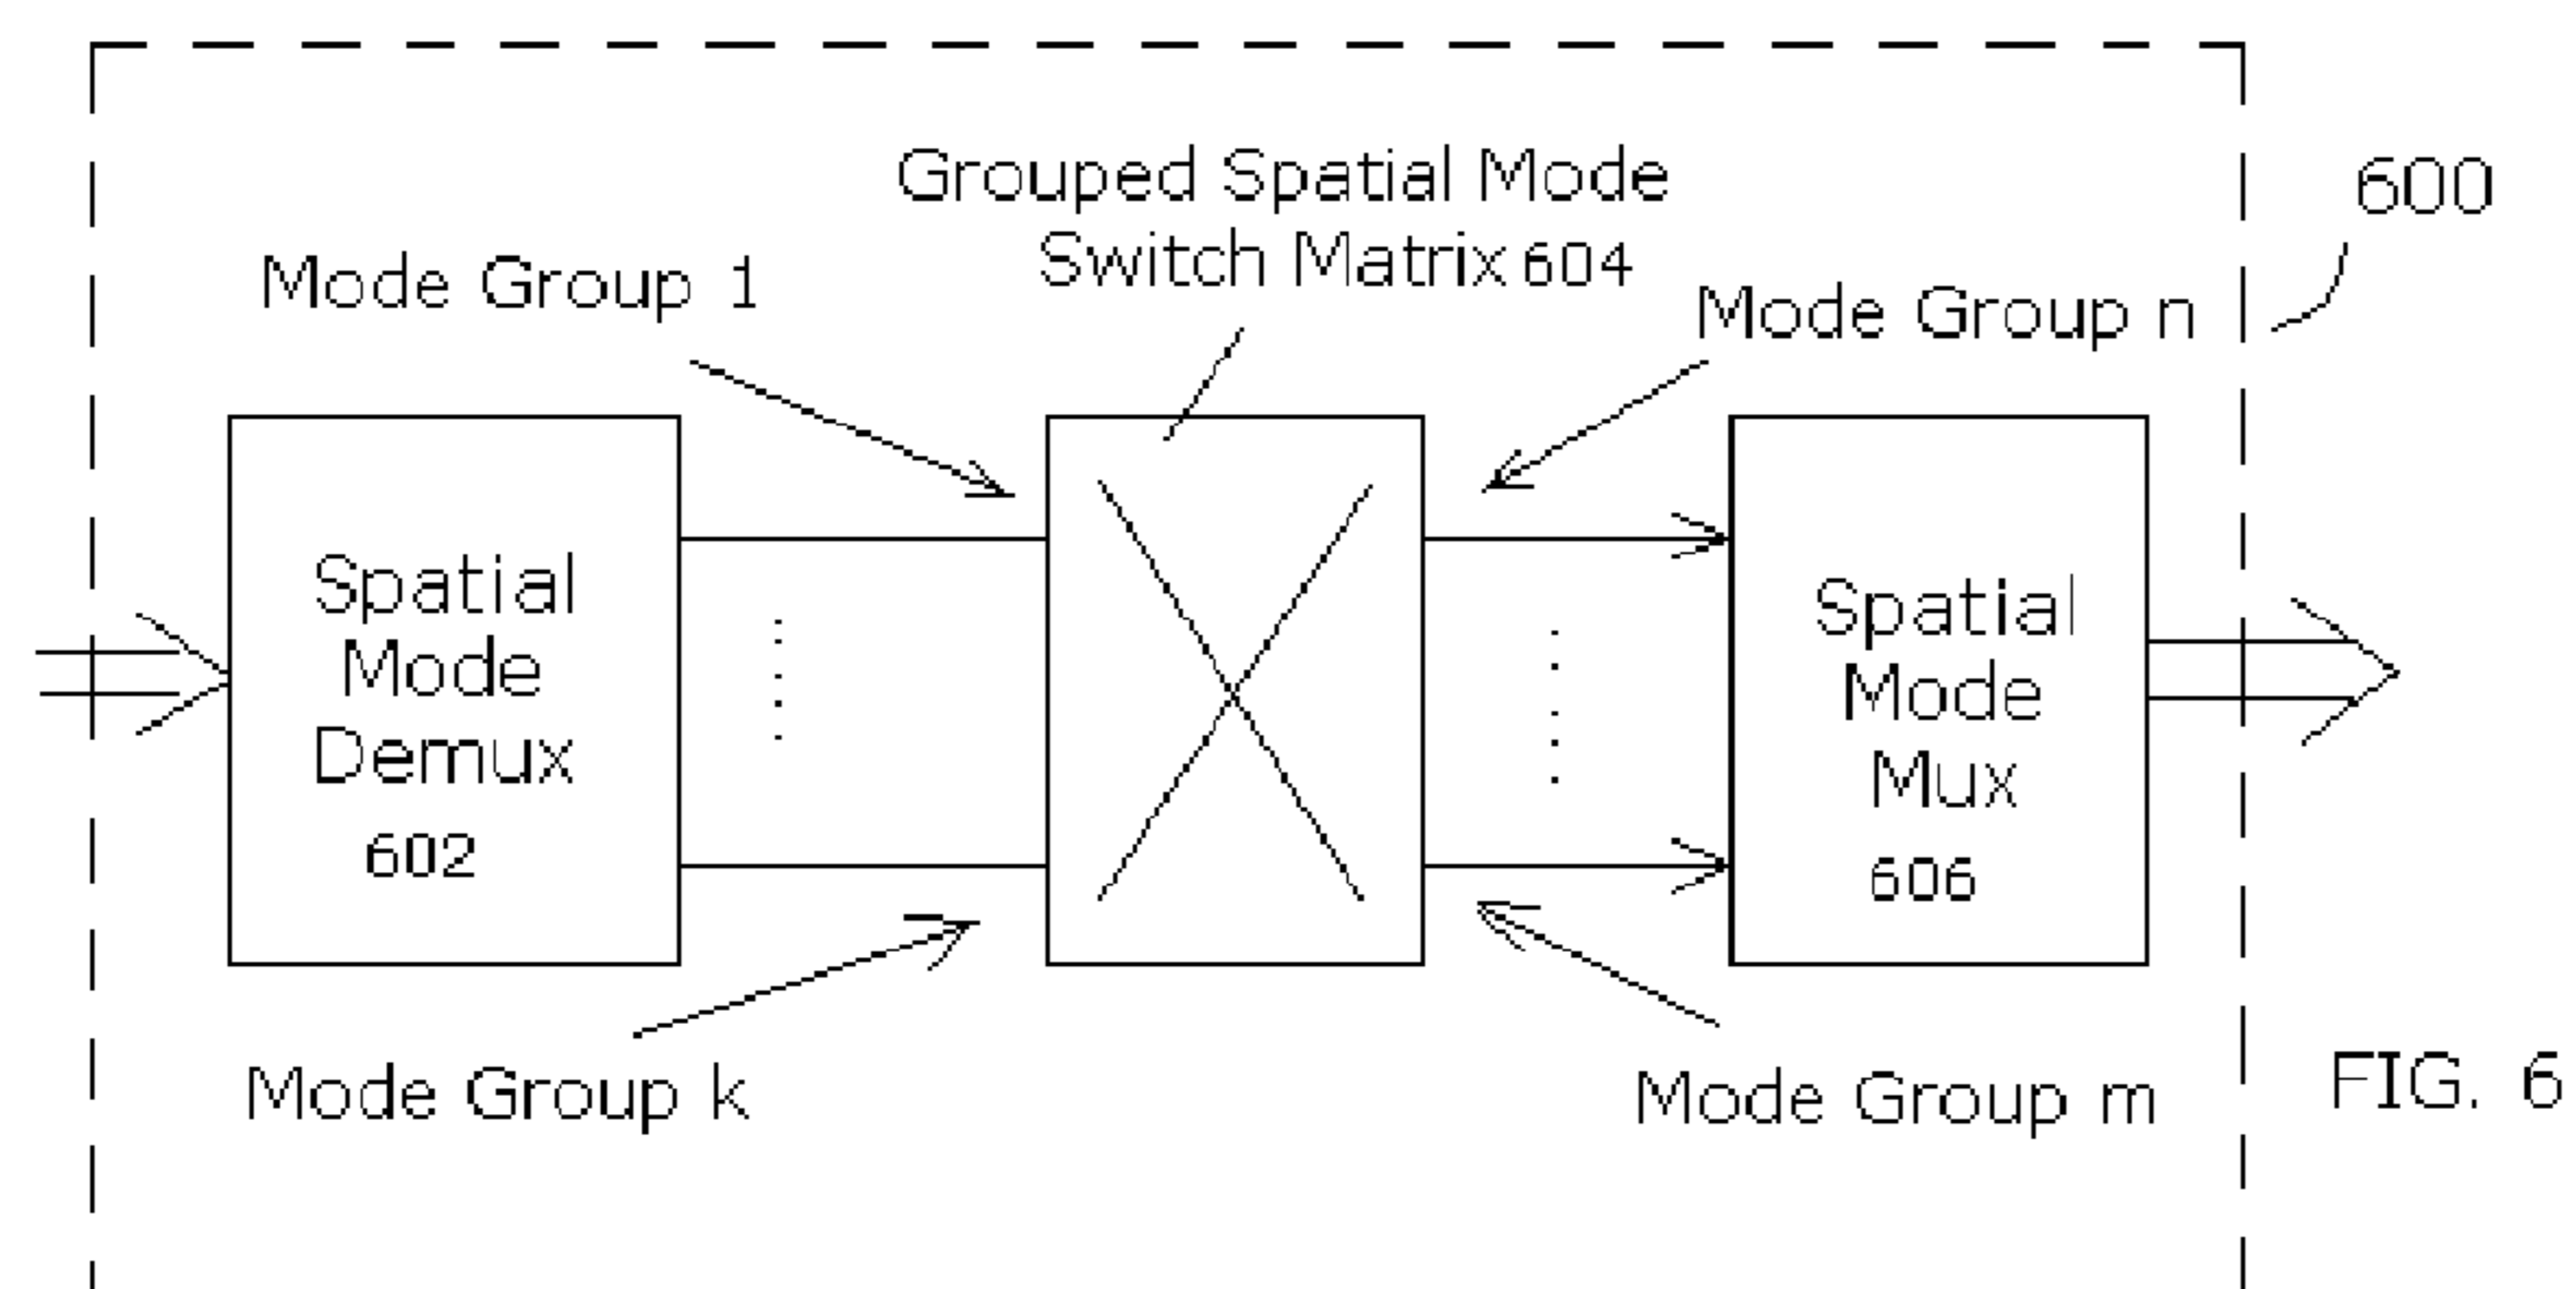 Grouped Spatial Mode
Switch Matrix 604
600
Mode Group 1
Mode Group n
Spatial
Mode
Demux
602
Spatial
Mode
Mux
606
Mode Group k
Mode Group m
FIG. 6